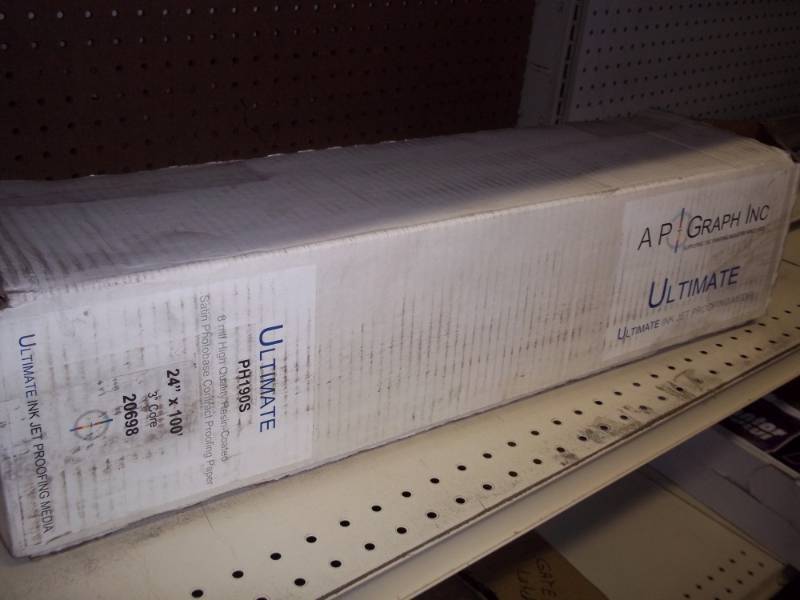 A P GRAPH INC
ULTIMATE
ULTIMATE INK JET PROOFING MEDIA
ULTIMATE
PH190S
8 mil High Quality Resin-Coated
Satin Photobase Contract Proofing Paper
24" x 100'
3" Core
20698
ULTIMATE INK JET PROOFING MEDIA